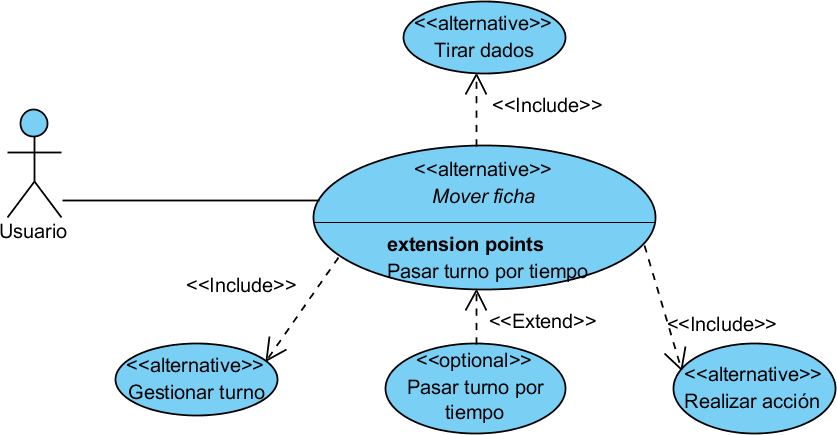 <<alternative>>
Tirar dados
<<Include>>
<<alternative>>
Mover ficha
Usuario
extension points
Pasar turno por tiempo
<<Include>>
<<Extend>>
<<Include>>
<<alternative>>
Gestionar turno
<<optional>>
Pasar turno por
tiempo
<<alternative>>
Realizar acción